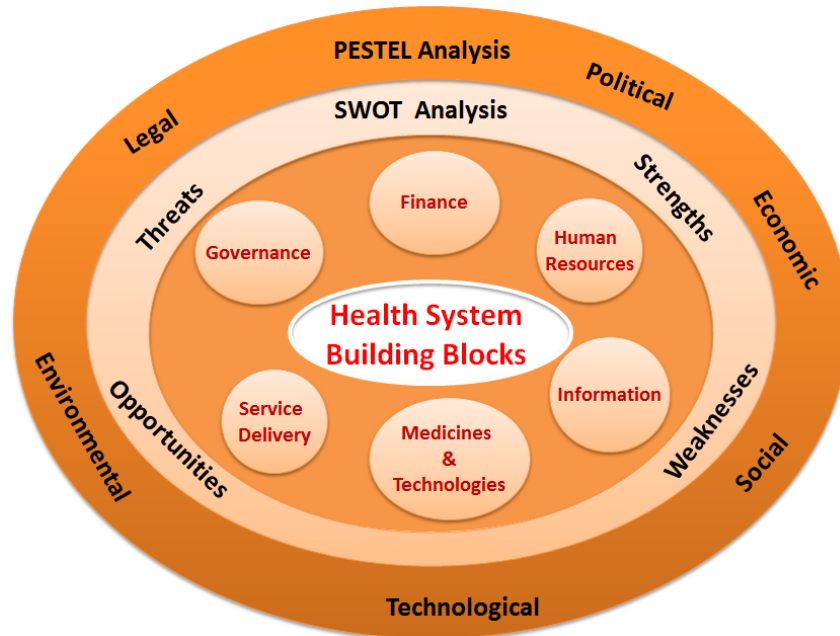 PESTEL Analysis
Political
Economic
Social
Technological
Environmental
Legal
SWOT Analysis
Strengths
Weaknesses
Opportunities
Threats
Finance
Human
Resources
Information
Medicines
&
Technologies
Service
Delivery
Governance
Health System
Building Blocks